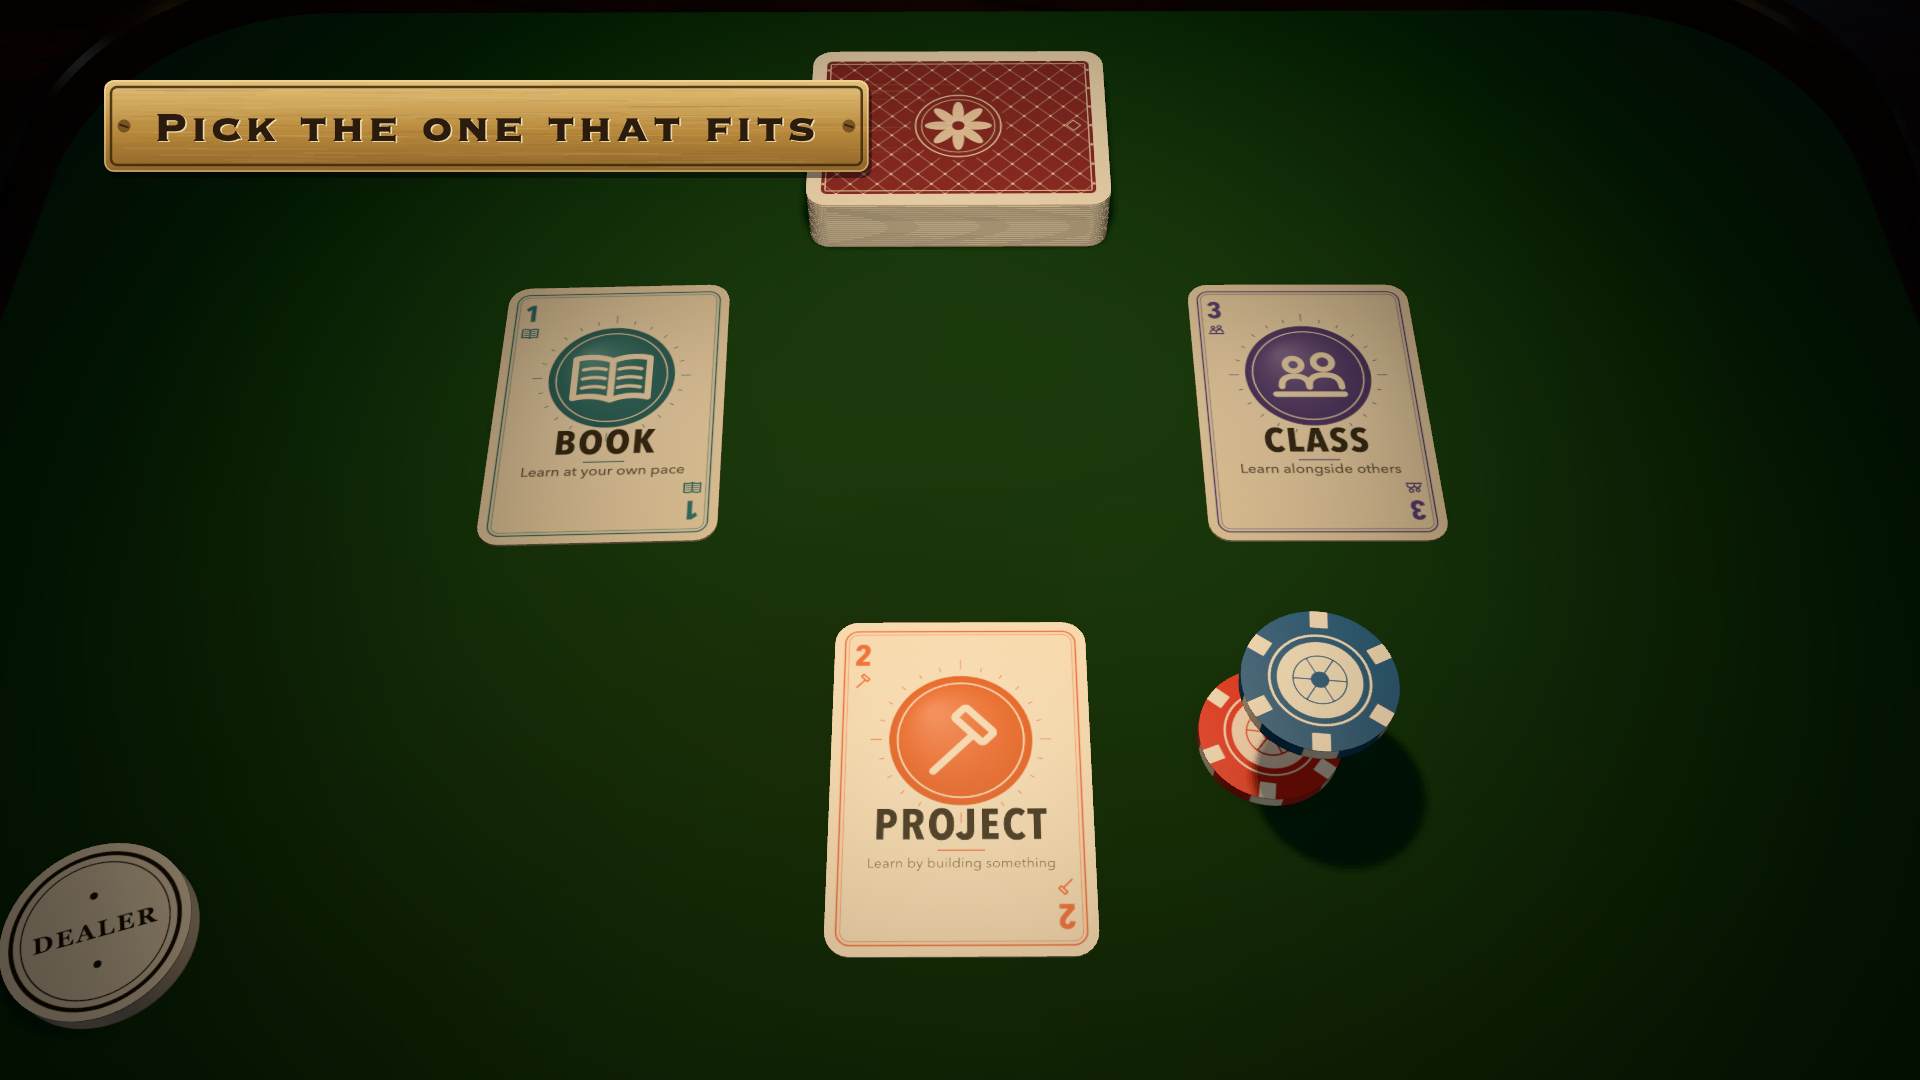 PICK THE ONE THAT FITS
1
BOOK
Learn at your own pace
1
3
CLASS
Learn alongside others
3
2
PROJECT
Learn by building something
2
DEALER